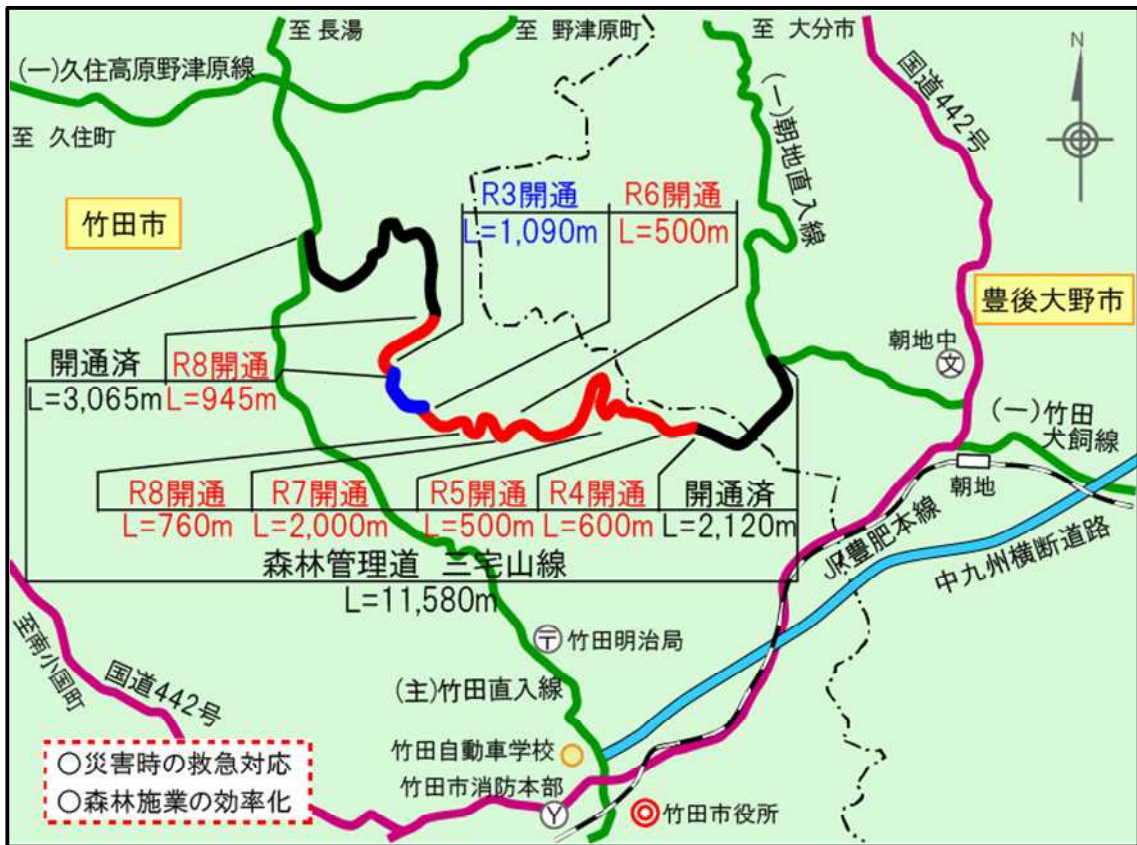 至 長湯
至 野津原町
至 大分市
N
(一)久住高原野津原線
国道442号
(一)朝地直入線
至 久住町
R3開通
L=1,090m
R6開通
L=500m
竹田市
豊後大野市
朝地中
文
開通済
L=3,065m
R8開通
L=945m
(一)竹田
犬飼線
朝地
R8開通
L=760m
R7開通
L=2,000m
R5開通
L=500m
R4開通
L=600m
開通済
L=2,120m
森林管理道 三宅山線
L=11,580m
JR豊肥本線
中九州横断道路
至南小国町
国道442号
〒
竹田明治局
(主)竹田直入線
竹田自動車学校
竹田市消防本部
Y
竹田市役所
○災害時の救急対応
○森林施業の効率化